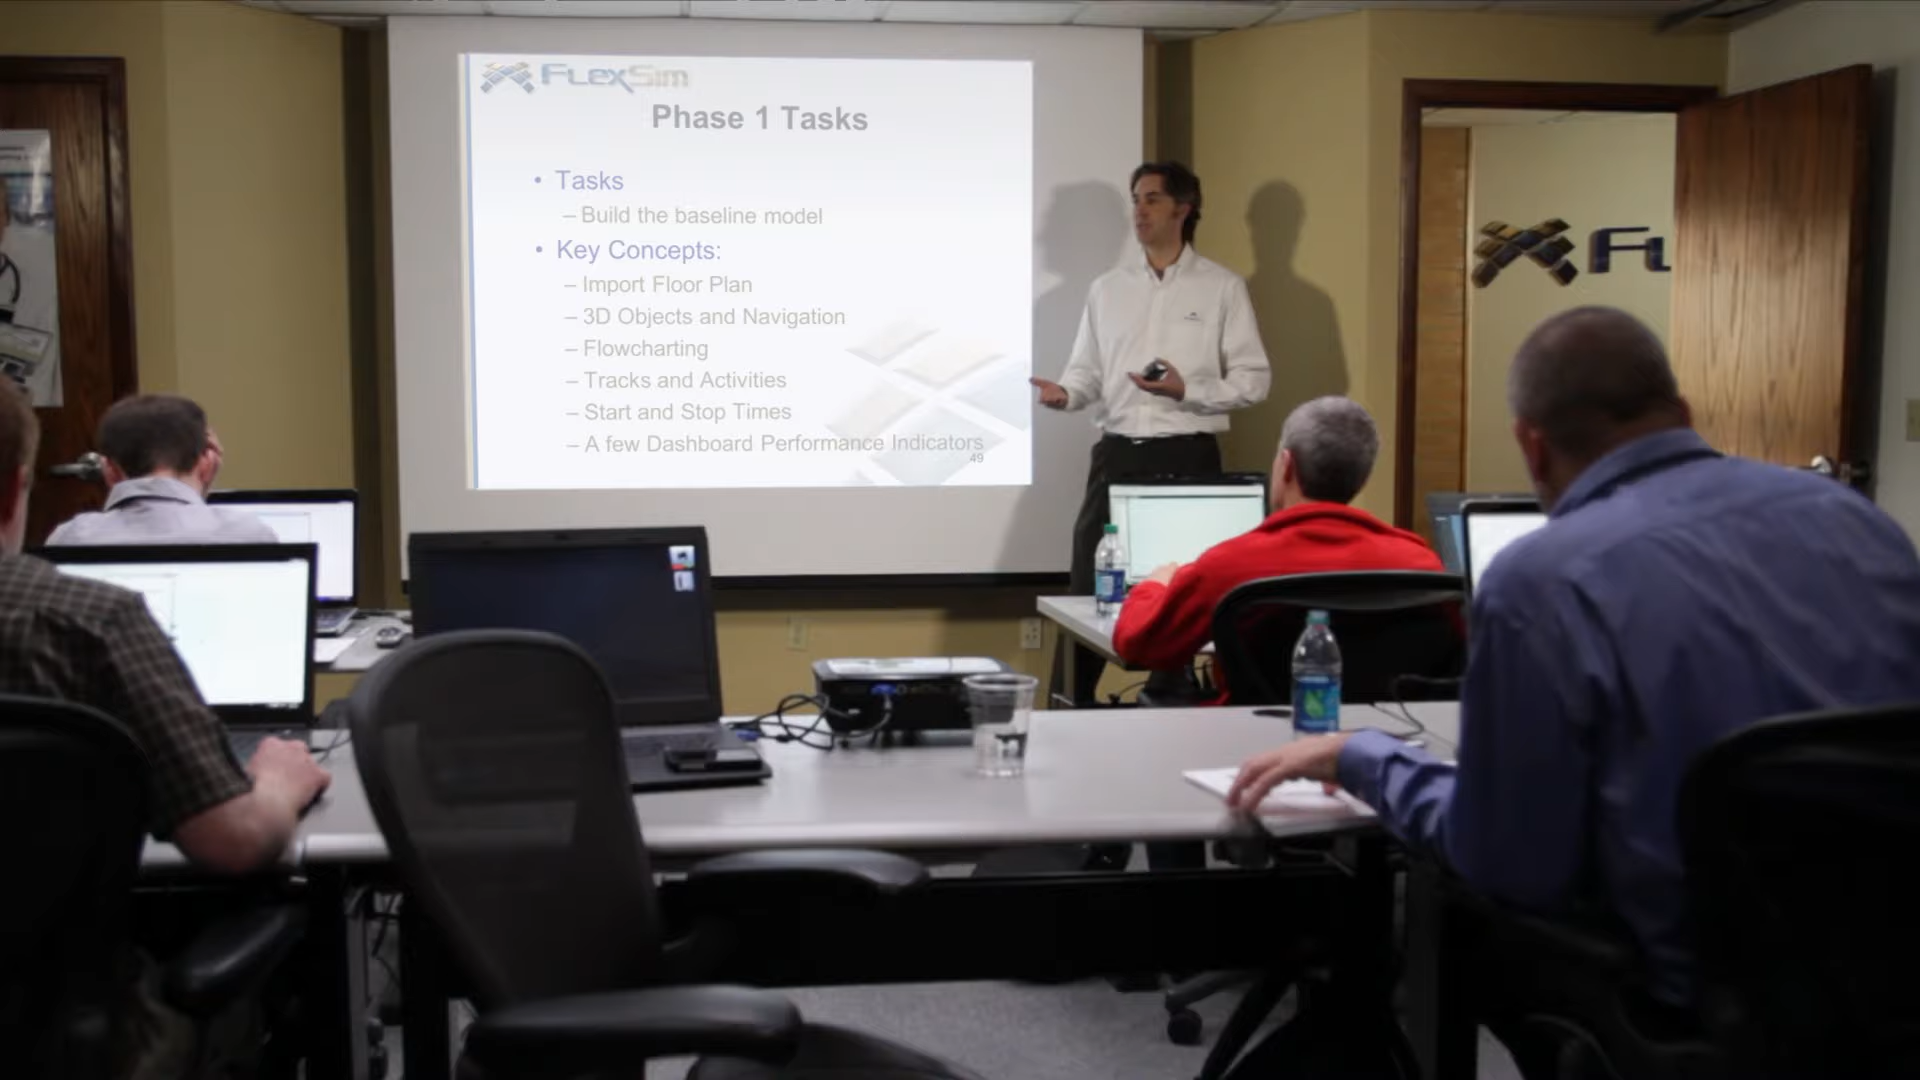 FLEXSIM
Phase 1 Tasks
• Tasks
– Build the baseline model
• Key Concepts:
– Import Floor Plan
– 3D Objects and Navigation
– Flowcharting
– Tracks and Activities
– Start and Stop Times
– A few Dashboard Performance Indicators
49
FL